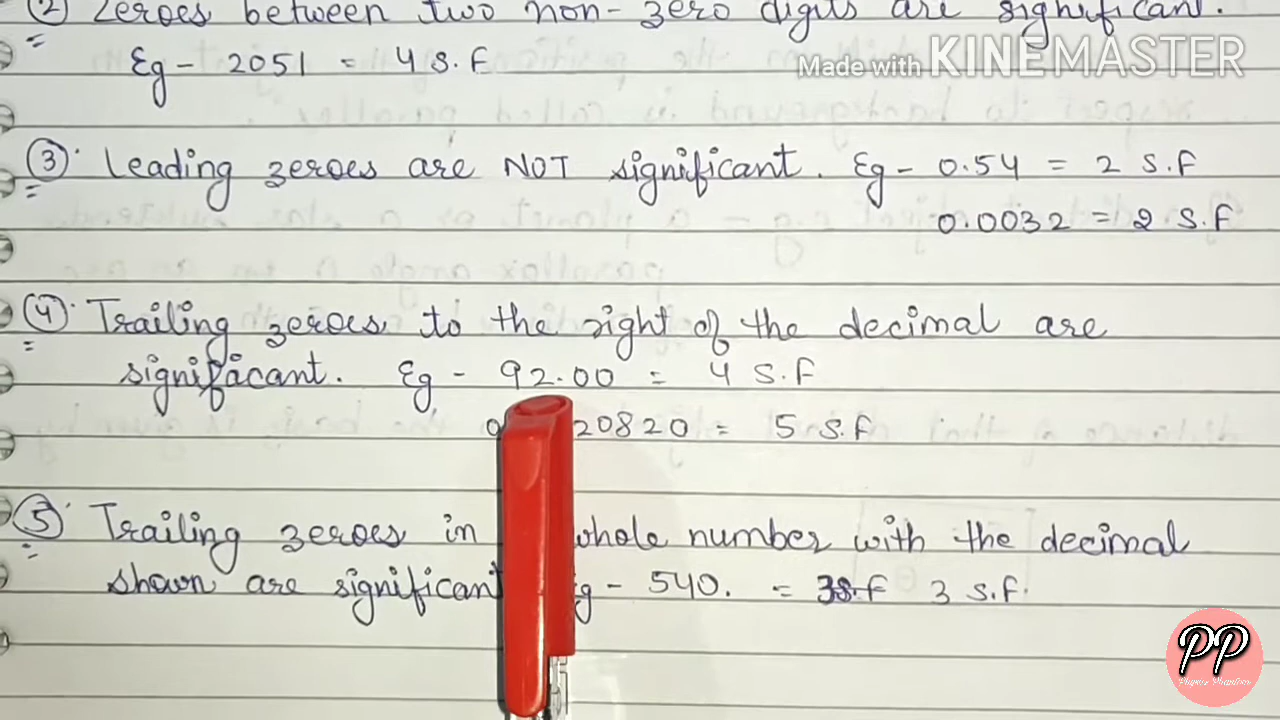 ② Zeroes between two non-zero digits are significant.
Made with KINEMASTER
Eg - 2051 = 4 S.F
③ Leading zeroes are NOT significant. Eg - 0.54 = 2 S.F
0.0032 = 2 S.F
④ Trailing zeroes to the right of the decimal are
significant. Eg - 92.00 = 4 S.F
20820 = 5 S.F
⑤ Trailing zeroes in whole number with the decimal
shown are significant - 540. = 3 S.F.
PP